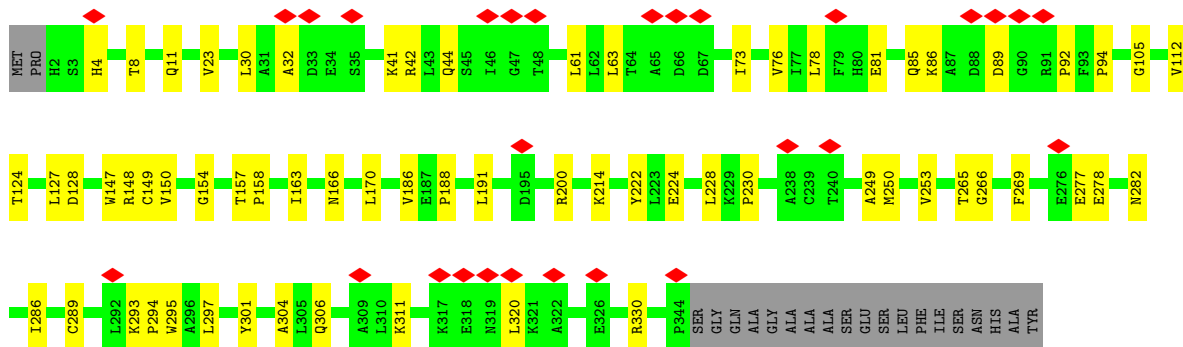 MET PRO H2 S3 H4 T8 Q11 V23 L30 A31 A32 D33 E34 S35 K41 R42 L43 Q44 S45 I46 G47 T48 L61 L62 L63 T64 A65 D66 D67 I73 V76 I77 L78 F79 H80 E81 Q85 K86 A87 D88 D89 G90 R91 P92 F93 P94 G105 V112
T124 L127 D128 W147 R148 C149 V150 G154 T157 P158 I163 N166 L170 V186 E187 P188 L191 D195 R200 K214 Y222 L223 E224 L228 K229 P230 A238 C239 T240 A249 M250 V253 T265 G266 F269 E276 E277 E278 N282
I286 C289 L292 K293 P294 W295 A296 L297 Y301 A304 L305 Q306 A309 L310 K311 K317 E318 N319 L320 K321 A322 E326 R330 P344 SER GLY GLN ALA GLY ALA ALA ALA SER GLU SER LEU PHE ILE SER ASN HIS ALA TYR